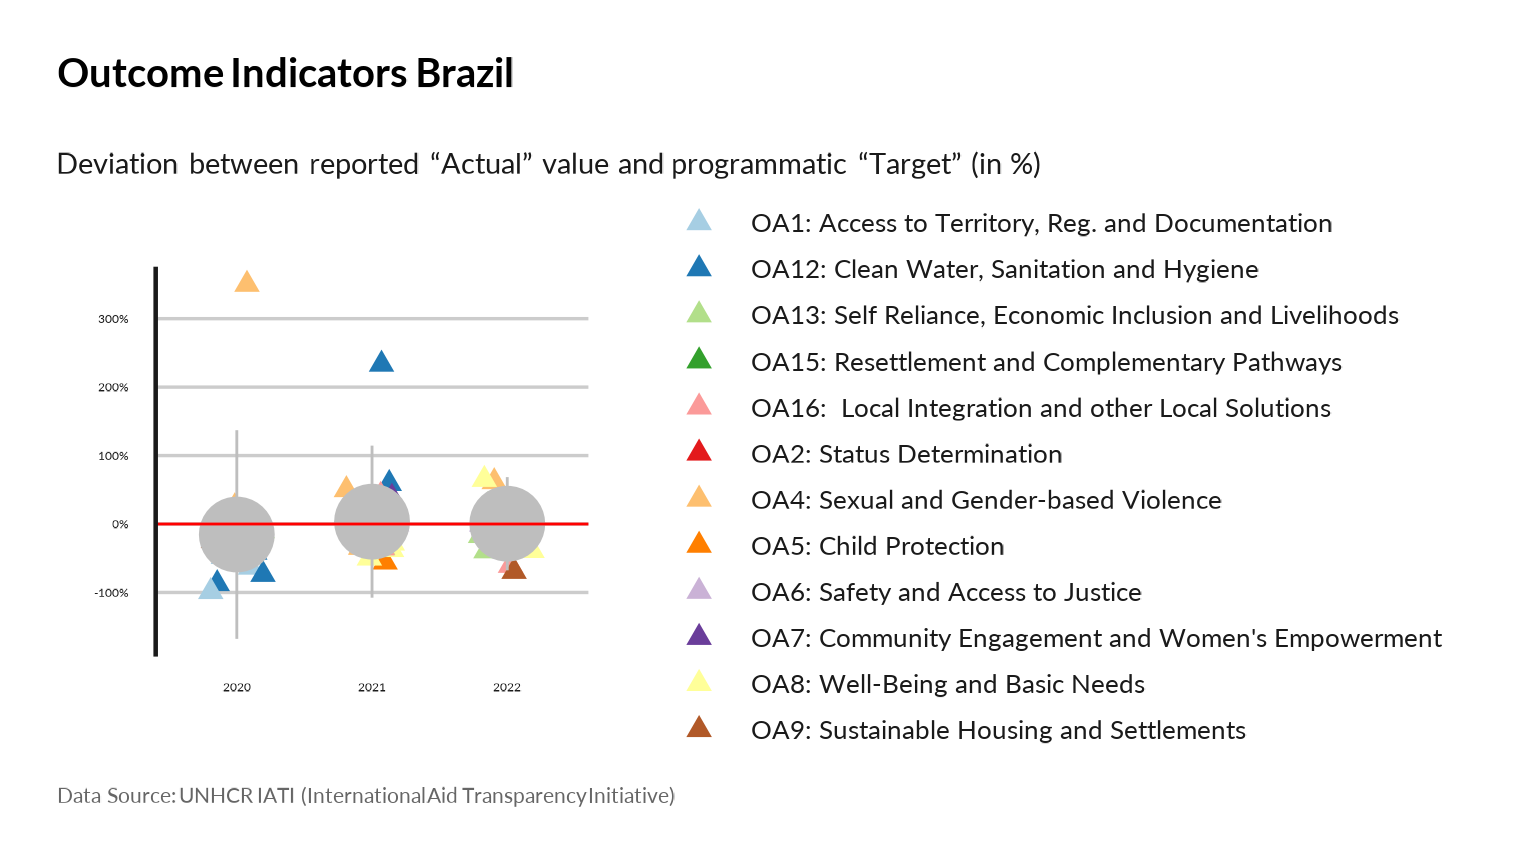 Outcome Indicators Brazil
Deviation between reported “Actual” value and programmatic “Target” (in %)
300%
200%
100%
0%
-100%
2020
2021
2022
OA1: Access to Territory, Reg. and Documentation
OA12: Clean Water, Sanitation and Hygiene
OA13: Self Reliance, Economic Inclusion and Livelihoods
OA15: Resettlement and Complementary Pathways
OA16:  Local Integration and other Local Solutions
OA2: Status Determination
OA4: Sexual and Gender-based Violence
OA5: Child Protection
OA6: Safety and Access to Justice
OA7: Community Engagement and Women's Empowerment
OA8: Well-Being and Basic Needs
OA9: Sustainable Housing and Settlements
Data Source: UNHCR IATI (International Aid Transparency Initiative)